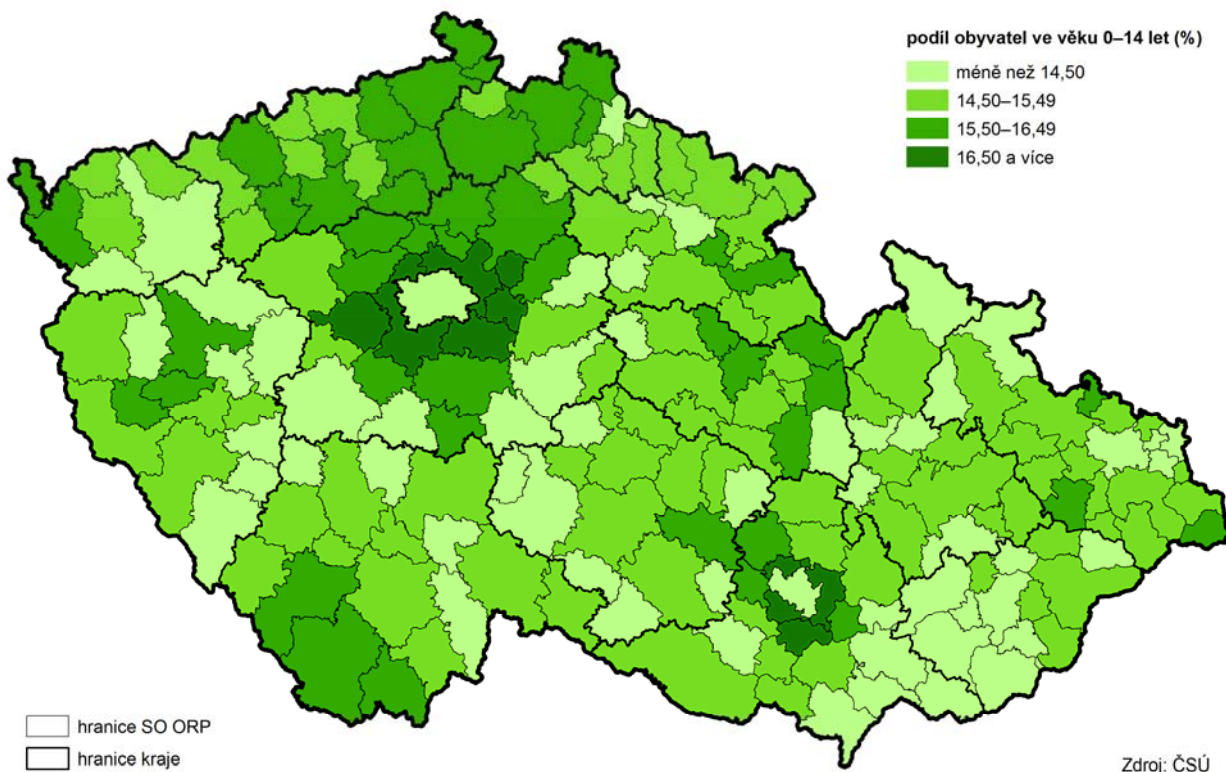 podíl obyvatel ve věku 0–14 let (%)
méně než 14,50
14,50–15,49
15,50–16,49
16,50 a více
hranice SO ORP
hranice kraje
Zdroj: ČSÚ